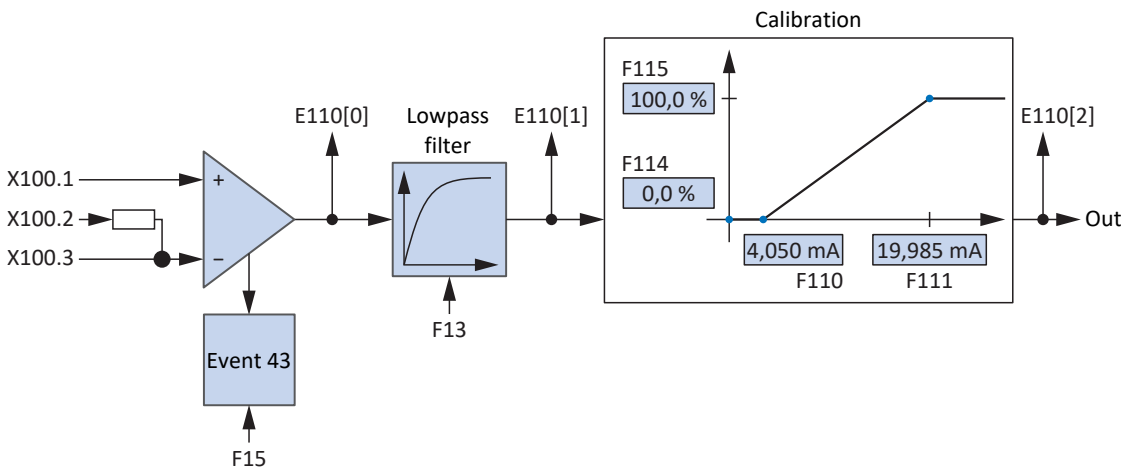 Calibration
F115
100,0 %
E110[0]
Lowpass
filter
E110[1]
E110[2]
X100.1
+
F114
0,0 %
X100.2
Out
X100.3
–
4,050 mA
19,985 mA
F110
F111
F13
Event 43
F15